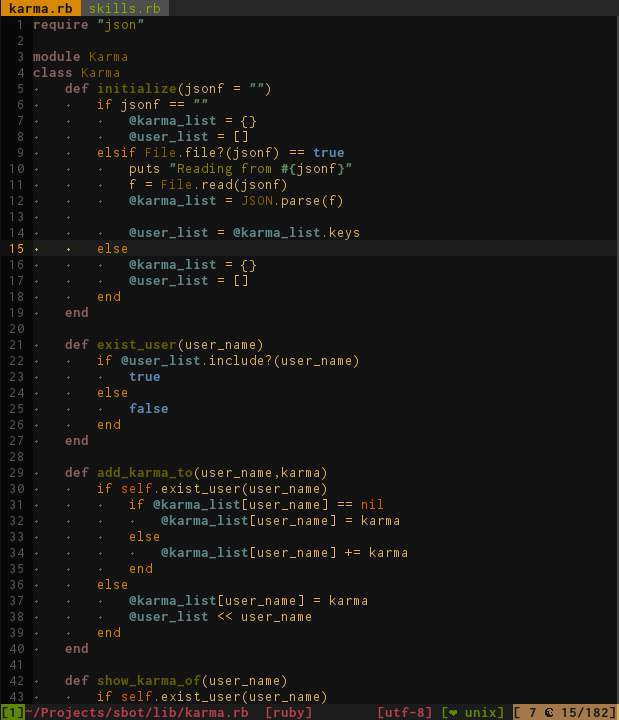 karma.rb skills.rb
1 require "json"
2
3 module Karma
4 class Karma
5 def initialize(jsonf = "")
6 if jsonf == ""
7 @karma_list = {}
8 @user_list = []
9 elsif File.file?(jsonf) == true
10 puts "Reading from #{jsonf}"
11 f = File.read(jsonf)
12 @karma_list = JSON.parse(f)
13
14 @user_list = @karma_list.keys
15 else
16 @karma_list = {}
17 @user_list = []
18 end
19 end
20
21 def exist_user(user_name)
22 if @user_list.include?(user_name)
23 true
24 else
25 false
26 end
27 end
28
29 def add_karma_to(user_name,karma)
30 if self.exist_user(user_name)
31 if @karma_list[user_name] == nil
32 @karma_list[user_name] = karma
33 else
34 @karma_list[user_name] += karma
35 end
36 else
37 @karma_list[user_name] = karma
38 @user_list << user_name
39 end
40 end
41
42 def show_karma_of(user_name)
43 if self.exist_user(user_name)
[1]~/Projects/sbot/lib/karma.rb [ruby] [utf-8] [❤ unix] [ 7 ☯ 15/182]